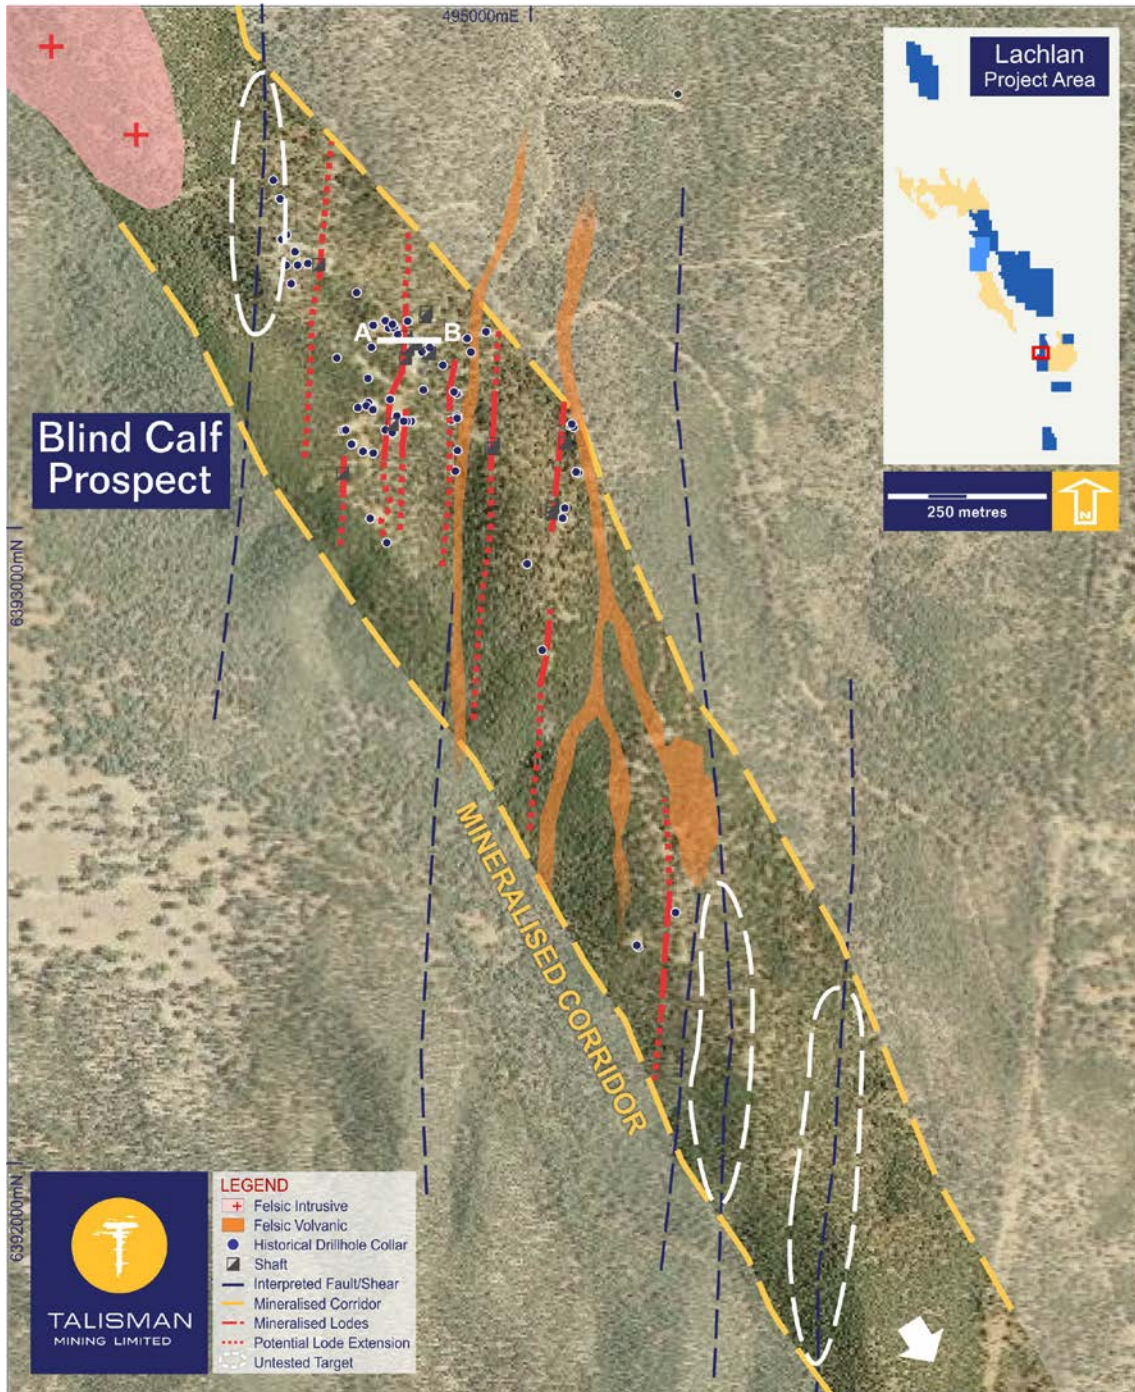 495000mE
Lachlan
Project Area
A B
Blind Calf
Prospect
250 metres
N
6393000mN
MINERALISED CORRIDOR
6392000mN
TALISMAN
MINING LIMITED
LEGEND
Felsic Intrusive
Felsic Volcanic
Historical Drillhole Collar
Shaft
Interpreted Fault/Shear
Mineralised Corridor
Mineralised Lodes
Potential Lode Extension
Untested Target